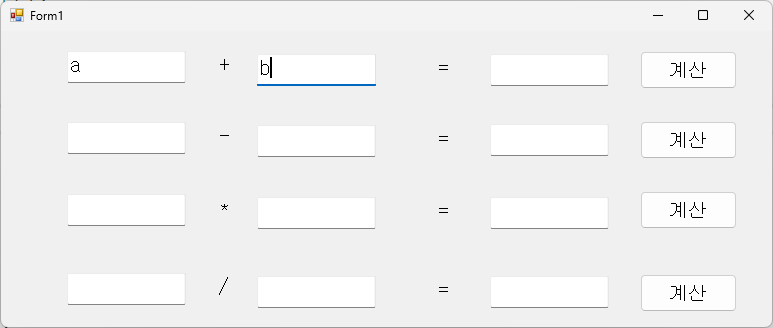 Form1
a + b = 계산
- = 계산
* = 계산
/ = 계산